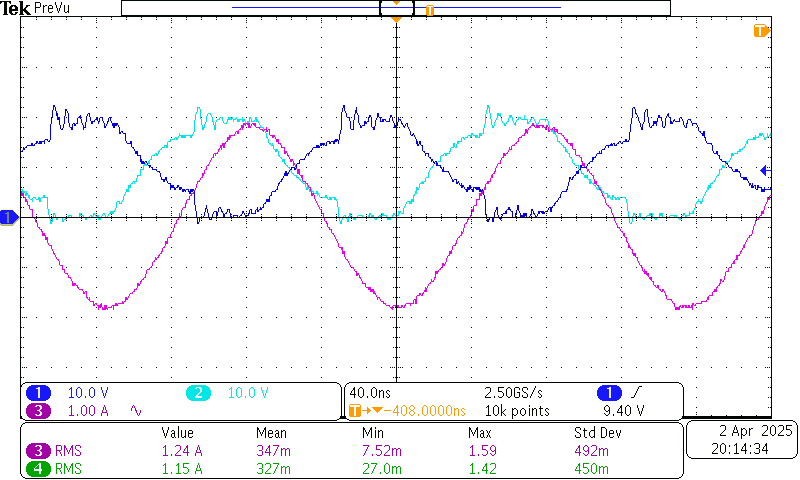 Tek PreVu
T
T
1
1 10.0 V 2 10.0 V
3 1.00 A
40.0ns 2.50GS/s 1
T→▼−408.0000ns 10k points 9.40 V
Value Mean Min Max Std Dev
3 RMS 1.24 A 347m 7.52m 1.59 492m
4 RMS 1.15 A 327m 27.0m 1.42 450m
2 Apr 2025
20:14:34